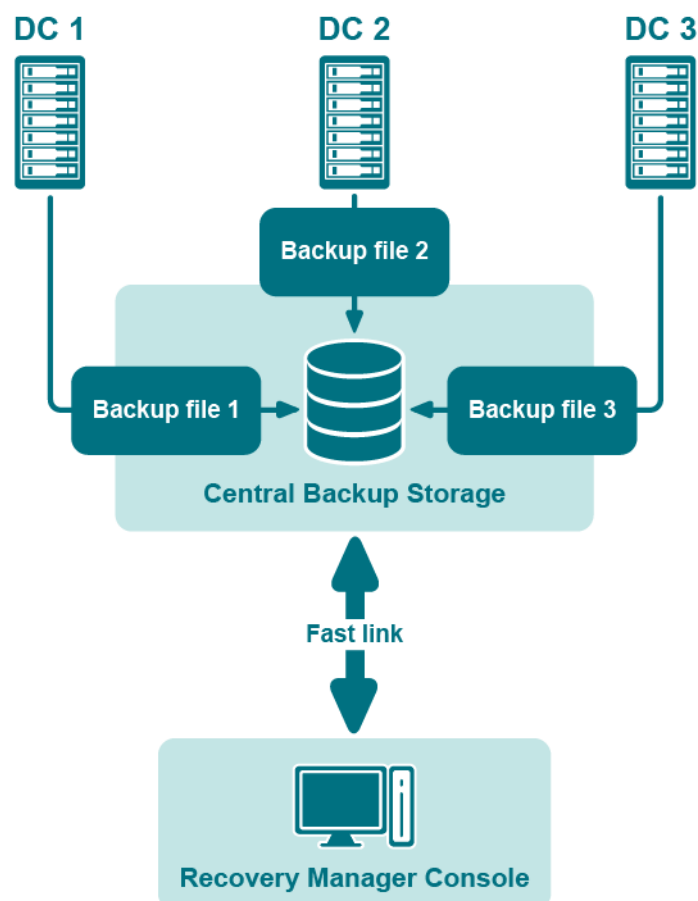 DC 1
DC 2
DC 3
Backup file 2
Backup file 1
Backup file 3
Central Backup Storage
Fast link
Recovery Manager Console